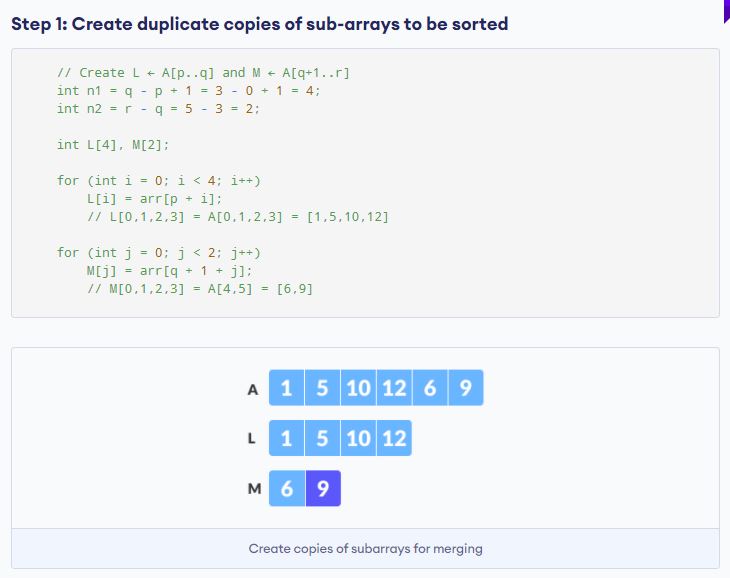 Step 1: Create duplicate copies of sub-arrays to be sorted
// Create L ← A[p..q] and M ← A[q+1..r]
int n1 = q - p + 1 = 3 - 0 + 1 = 4;
int n2 = r - q = 5 - 3 = 2;
int L[4], M[2];
for (int i = 0; i < 4; i++)
L[i] = arr[p + i];
// L[0,1,2,3] = A[0,1,2,3] = [1,5,10,12]
for (int j = 0; j < 2; j++)
M[j] = arr[q + 1 + j];
// M[0,1,2,3] = A[4,5] = [6,9]
A 1 5 10 12 6 9
L 1 5 10 12
M 6 9
Create copies of subarrays for merging